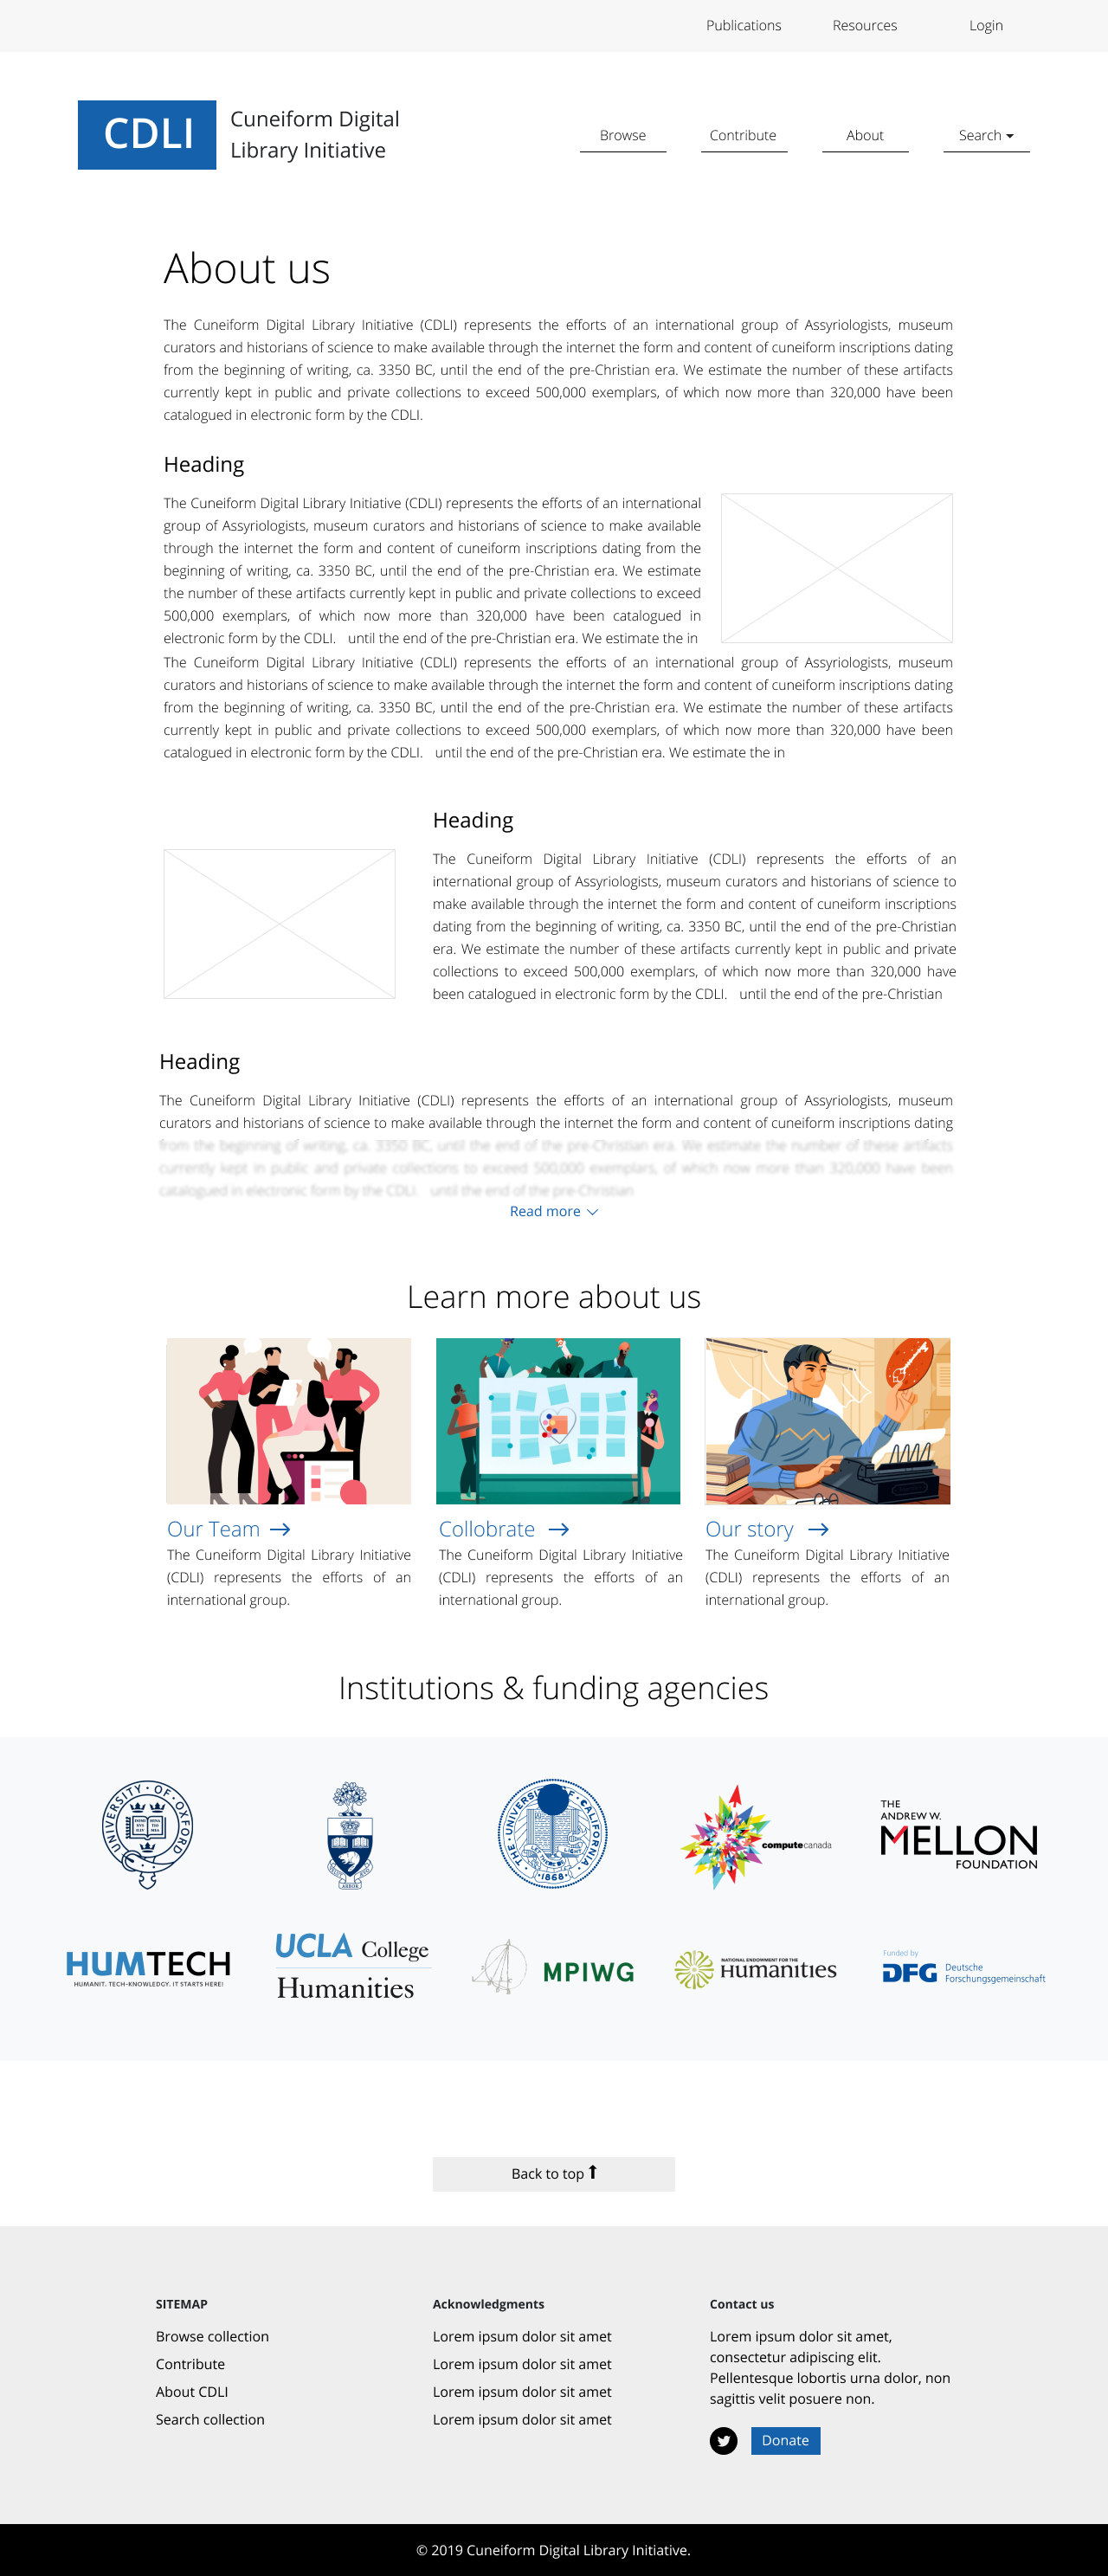 Publications Resources Login
CDLI
Cuneiform Digital
Library Initiative
Browse Contribute About Search
About us
The Cuneiform Digital Library Initiative (CDLI) represents the efforts of an international group of Assyriologists, museum
curators and historians of science to make available through the internet the form and content of cuneiform inscriptions dating
from the beginning of writing, ca. 3350 BC, until the end of the pre-Christian era. We estimate the number of these artifacts
currently kept in public and private collections to exceed 500,000 exemplars, of which now more than 320,000 have been
catalogued in electronic form by the CDLI.
Heading
The Cuneiform Digital Library Initiative (CDLI) represents the efforts of an international
group of Assyriologists, museum curators and historians of science to make available
through the internet the form and content of cuneiform inscriptions dating from the
beginning of writing, ca. 3350 BC, until the end of the pre-Christian era. We estimate
the number of these artifacts currently kept in public and private collections to exceed
500,000 exemplars, of which now more than 320,000 have been catalogued in
electronic form by the CDLI. until the end of the pre-Christian era. We estimate the in
The Cuneiform Digital Library Initiative (CDLI) represents the efforts of an international group of Assyriologists, museum
curators and historians of science to make available through the internet the form and content of cuneiform inscriptions dating
from the beginning of writing, ca. 3350 BC, until the end of the pre-Christian era. We estimate the number of these artifacts
currently kept in public and private collections to exceed 500,000 exemplars, of which now more than 320,000 have been
catalogued in electronic form by the CDLI. until the end of the pre-Christian era. We estimate the in
Heading
The Cuneiform Digital Library Initiative (CDLI) represents the efforts of an
international group of Assyriologists, museum curators and historians of science to
make available through the internet the form and content of cuneiform inscriptions
dating from the beginning of writing, ca. 3350 BC, until the end of the pre-Christian
era. We estimate the number of these artifacts currently kept in public and private
collections to exceed 500,000 exemplars, of which now more than 320,000 have
been catalogued in electronic form by the CDLI. until the end of the pre-Christian
Heading
The Cuneiform Digital Library Initiative (CDLI) represents the efforts of an international group of Assyriologists, museum
curators and historians of science to make available through the internet the form and content of cuneiform inscriptions dating
from the beginning of writing, ca. 3350 BC, until the end of the pre-Christian era. We estimate the number of these artifacts
currently kept in public and private collections to exceed 500,000 exemplars, of which now more than 320,000 have been
catalogued in electronic form by the CDLI. until the end of the pre-Christian
Read more
Learn more about us
Our Team
The Cuneiform Digital Library Initiative
(CDLI) represents the efforts of an
international group.
Collobrate
The Cuneiform Digital Library Initiative
(CDLI) represents the efforts of an
international group.
Our story
The Cuneiform Digital Library Initiative
(CDLI) represents the efforts of an
international group.
Institutions & funding agencies
UNIVERSITY · OF · OXFORD
THE UNIVERSITY OF CALIFORNIA
1868
computecanada
THE
ANDREW W.
MELLON
FOUNDATION
HUMTECH
HUMANIT. TECH-KNOWLEDGY. IT STARTS HERE!
UCLA College
Humanities
MPIWG
NATIONAL ENDOWMENT FOR THE
Humanities
Funded by
DFG Deutsche
Forschungsgemeinschaft
Back to top
SITEMAP
Browse collection
Contribute
About CDLI
Search collection
Acknowledgments
Lorem ipsum dolor sit amet
Lorem ipsum dolor sit amet
Lorem ipsum dolor sit amet
Lorem ipsum dolor sit amet
Contact us
Lorem ipsum dolor sit amet,
consectetur adipiscing elit.
Pellentesque lobortis urna dolor, non
sagittis velit posuere non.
Donate
© 2019 Cuneiform Digital Library Initiative.